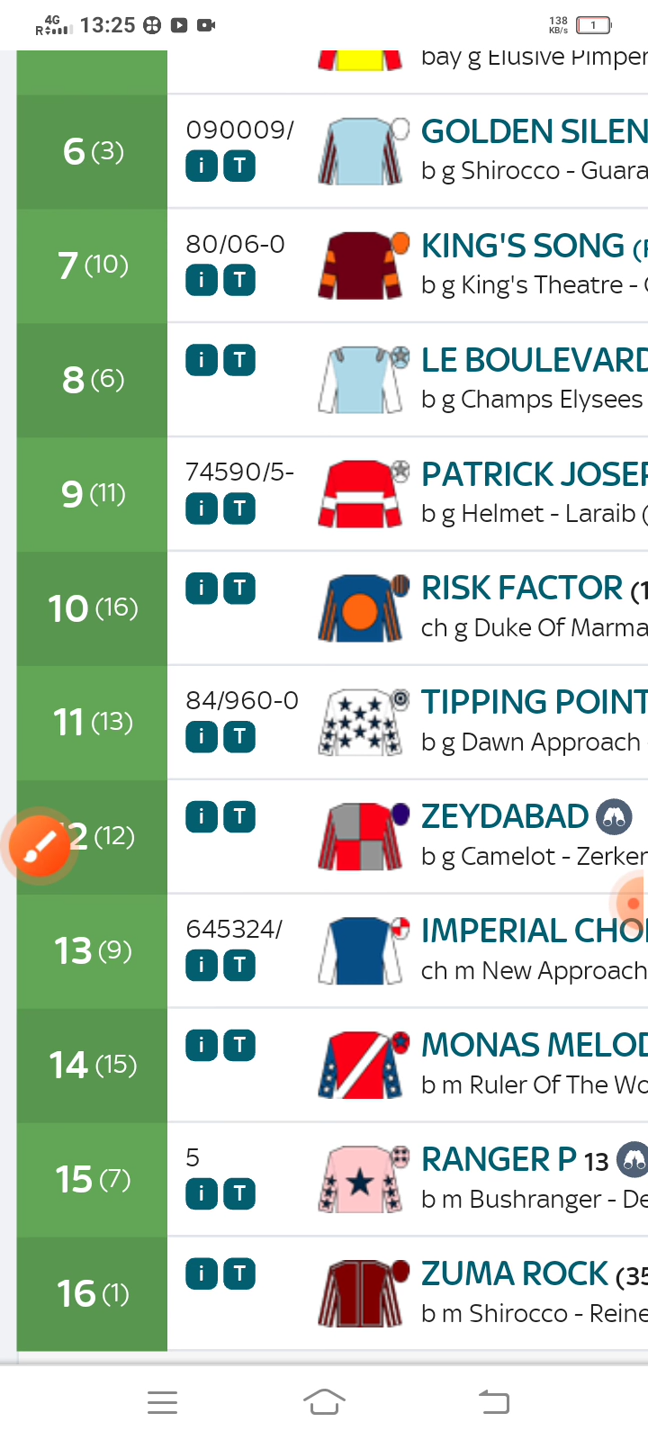 4G
R
13:25
138
KB/s
1
bay g Elusive Pimper
6 (3)
090009/
i T
GOLDEN SILEN
b g Shirocco - Guara
7 (10)
80/06-0
i T
KING'S SONG (F
b g King's Theatre -
8 (6)
i T
LE BOULEVARD
b g Champs Elysees
9 (11)
74590/5-
i T
PATRICK JOSEP
b g Helmet - Laraib (
10 (16)
i T
RISK FACTOR (1
ch g Duke Of Marma
11 (13)
84/960-0
i T
TIPPING POINT
b g Dawn Approach
2 (12)
i T
ZEYDABAD
b g Camelot - Zerker
13 (9)
645324/
i T
IMPERIAL CHO
ch m New Approach
14 (15)
i T
MONAS MELOD
b m Ruler Of The Wo
15 (7)
5
i T
RANGER P 13
b m Bushranger - De
16 (1)
i T
ZUMA ROCK (35
b m Shirocco - Reine